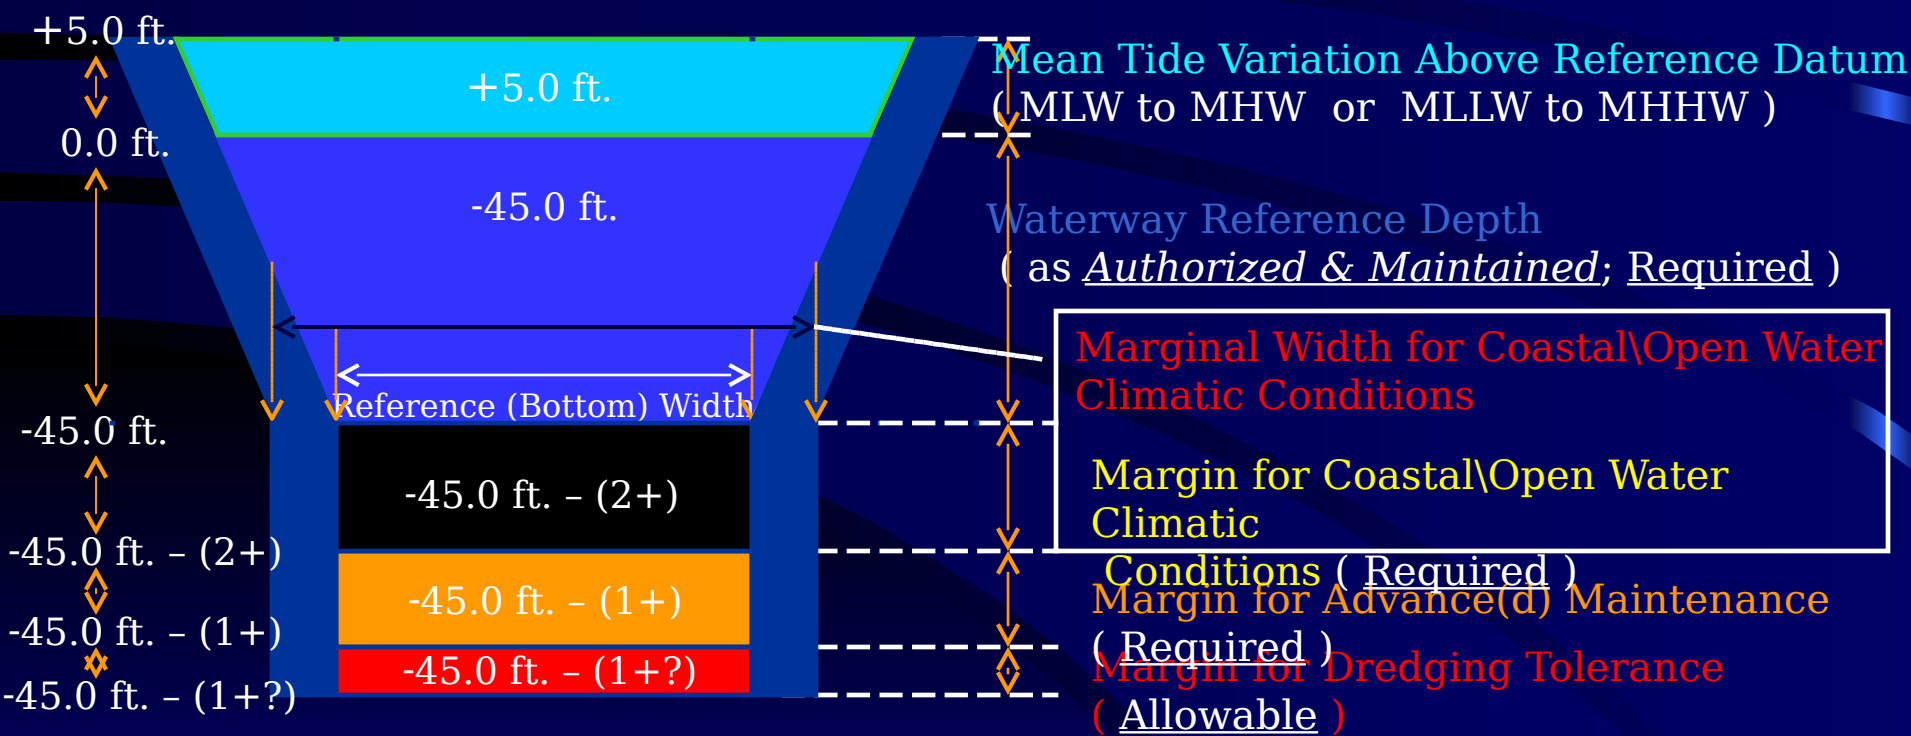 +5.0 ft.
0.0 ft.
-45.0 ft.
-45.0 ft. – (2+)
-45.0 ft. – (1+)
-45.0 ft. – (1+?)
+5.0 ft.
-45.0 ft.
Reference (Bottom) Width
-45.0 ft. – (2+)
-45.0 ft. – (1+)
-45.0 ft. – (1+?)
Mean Tide Variation Above Reference Datum
( MLW to MHW or MLLW to MHHW )
Waterway Reference Depth
( as Authorized & Maintained; Required )
Marginal Width for Coastal\Open Water
Climatic Conditions
Margin for Coastal\Open Water
Climatic
Conditions ( Required )
Margin for Advance(d) Maintenance
( Required )
Margin for Dredging Tolerance
( Allowable )